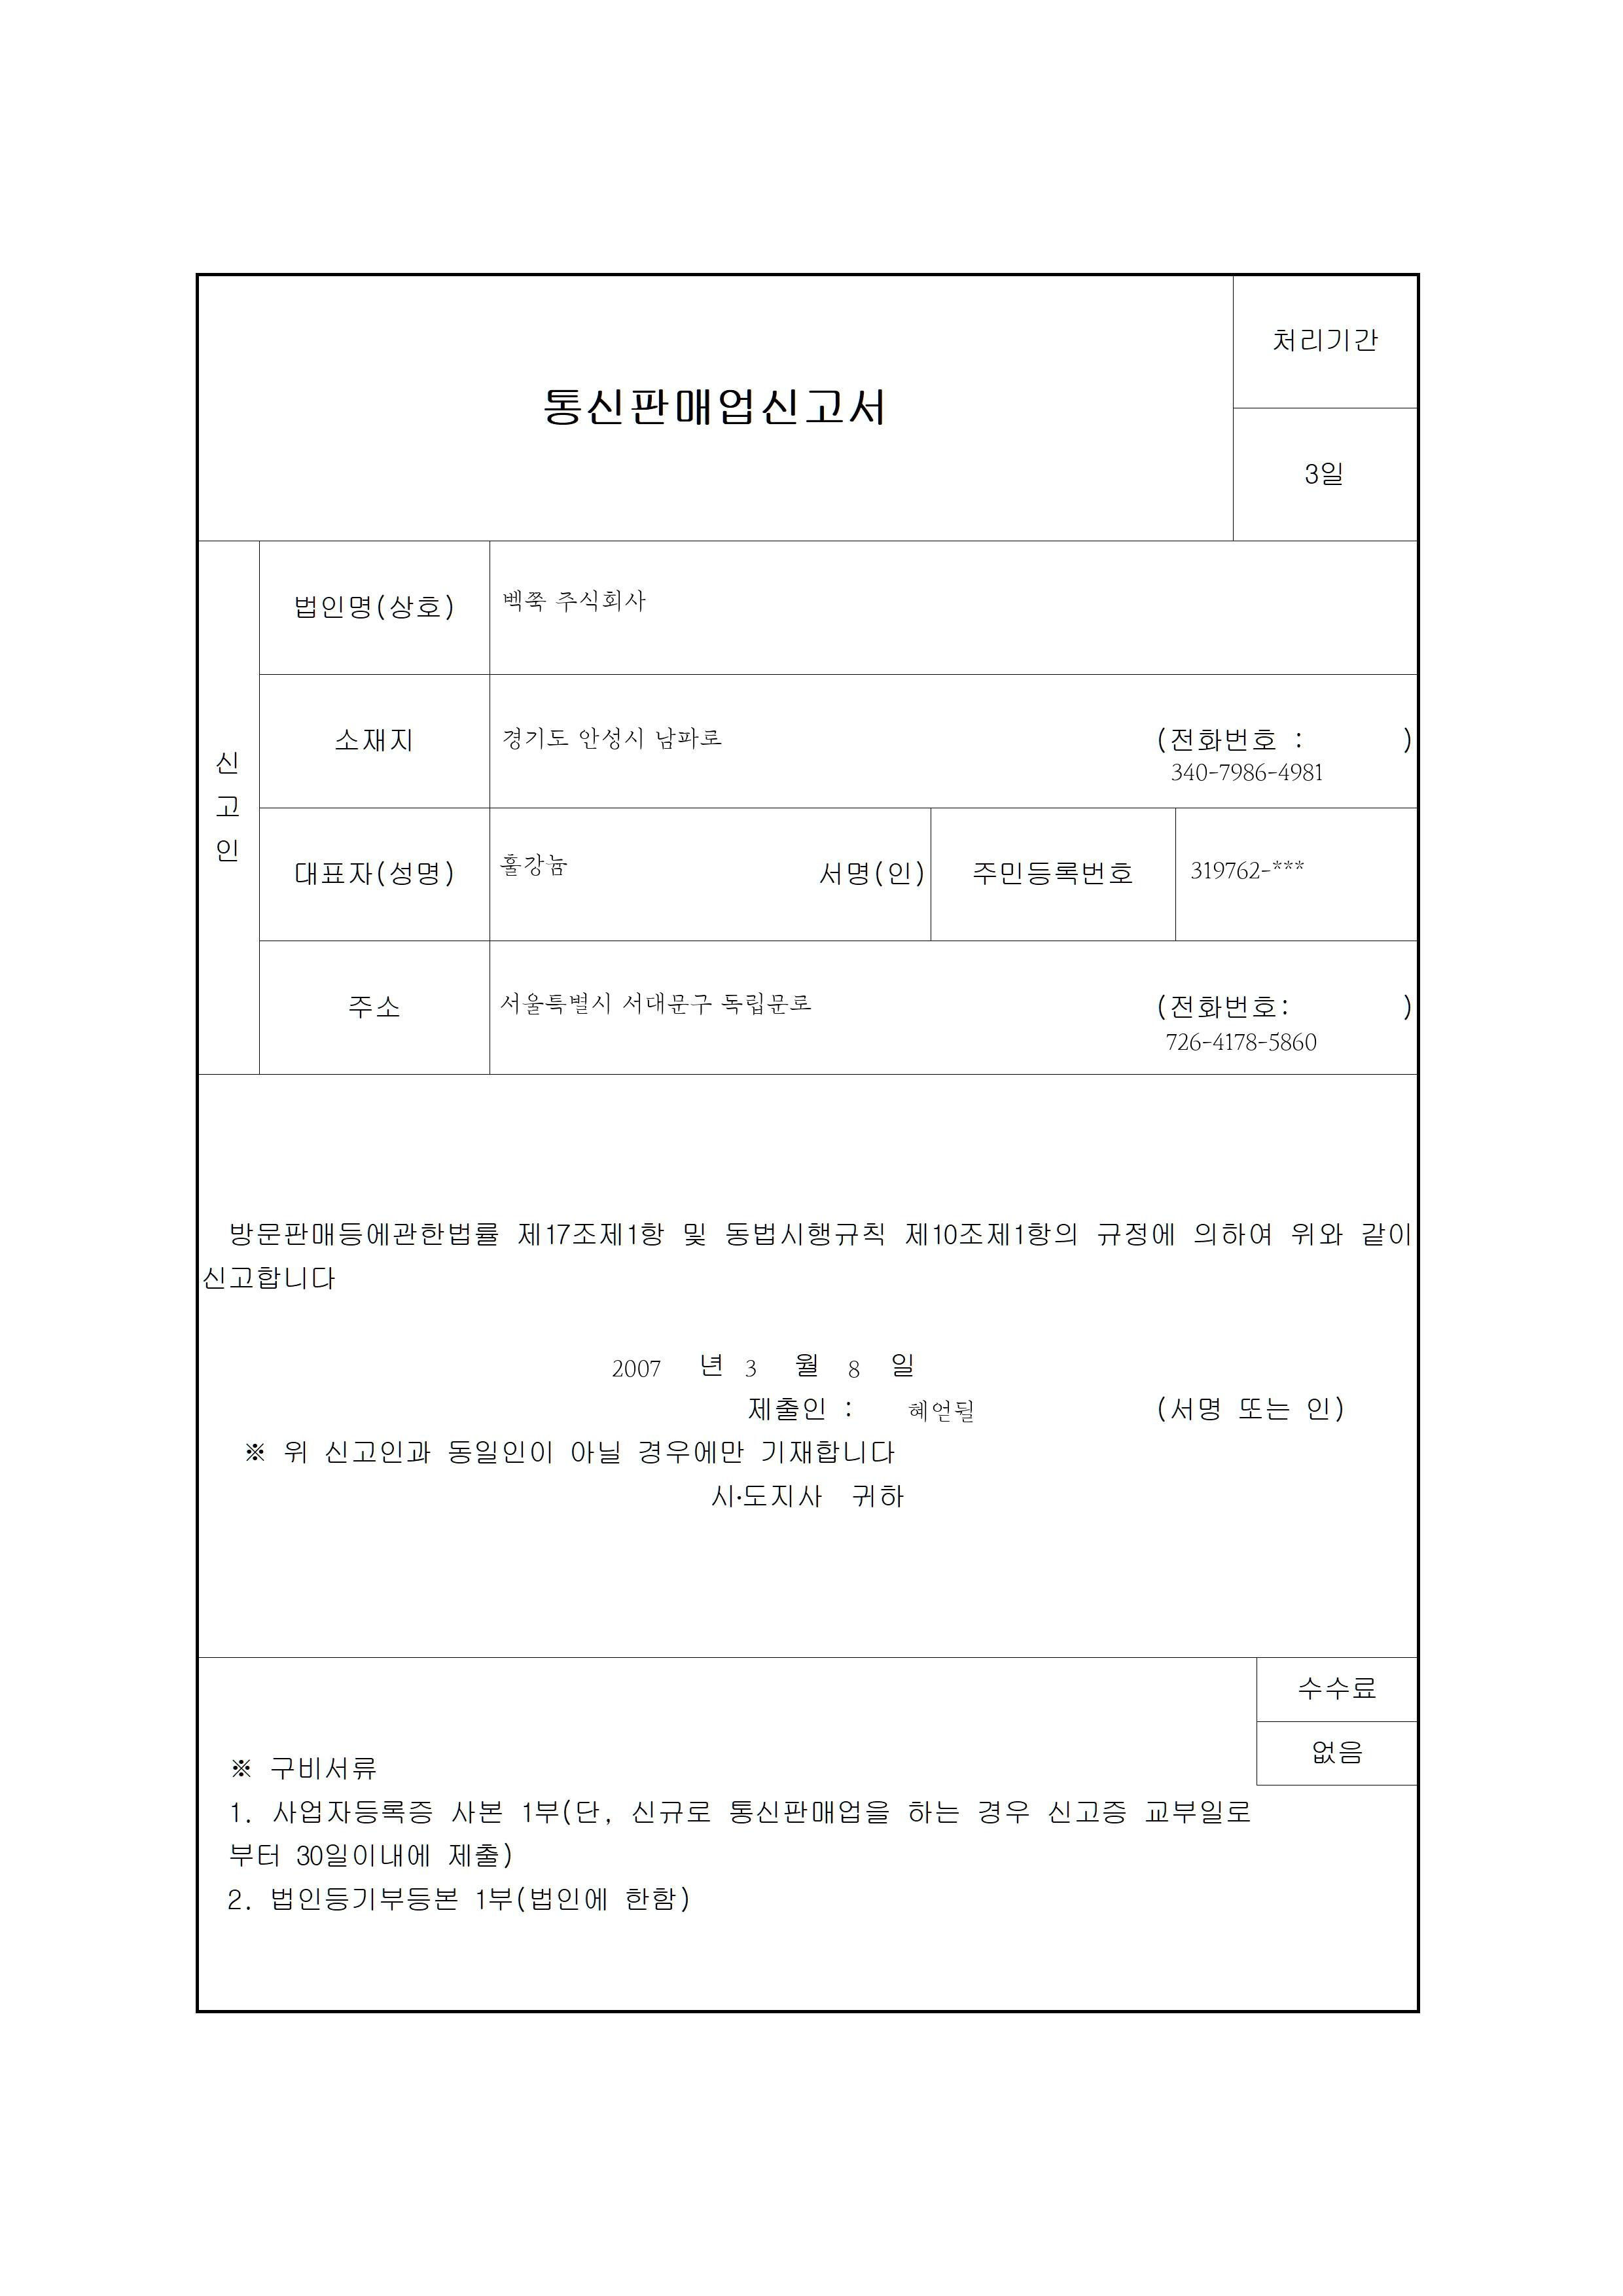 통신판매업신고서
처리기간
3일
신고인
법인명(상호)
벡쭉 주식회사
소재지
경기도 안성시 남파로
(전화번호 : )
340-7986-4981
대표자(성명)
훌강늄
서명(인)
주민등록번호
319762-***
주소
서울특별시 서대문구 독립문로
(전화번호: )
726-4178-5860
방문판매등에관한법률 제17조제1항 및 동법시행규칙 제10조제1항의 규정에 의하여 위와 같이
신고합니다
2007 년 3 월 8 일
제출인 : 혜얻뒬 (서명 또는 인)
※ 위 신고인과 동일인이 아닐 경우에만 기재합니다
시·도지사 귀하
수수료
없음
※ 구비서류
1. 사업자등록증 사본 1부(단, 신규로 통신판매업을 하는 경우 신고증 교부일로
부터 30일이내에 제출)
2. 법인등기부등본 1부(법인에 한함)